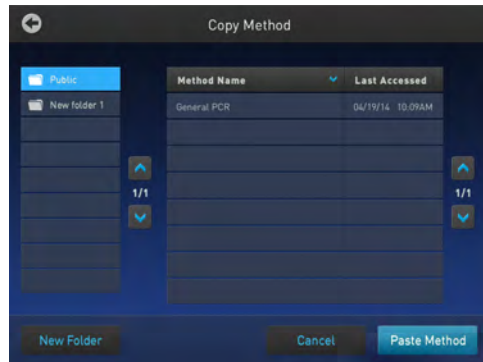 Copy Method
Public
New folder 1
Method Name Last Accessed
General PCR 04/19/14 10:09AM
1/1
1/1
New Folder Cancel Paste Method